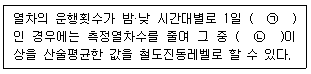 열차의 운행횟수가 밤·낮 시간대별로 1일 ( ㉠ )
인 경우에는 측정열차수를 줄여 그 중 ( ㉡ )이
상을 산술평균한 값을 철도진동레벨로 할 수 있다.